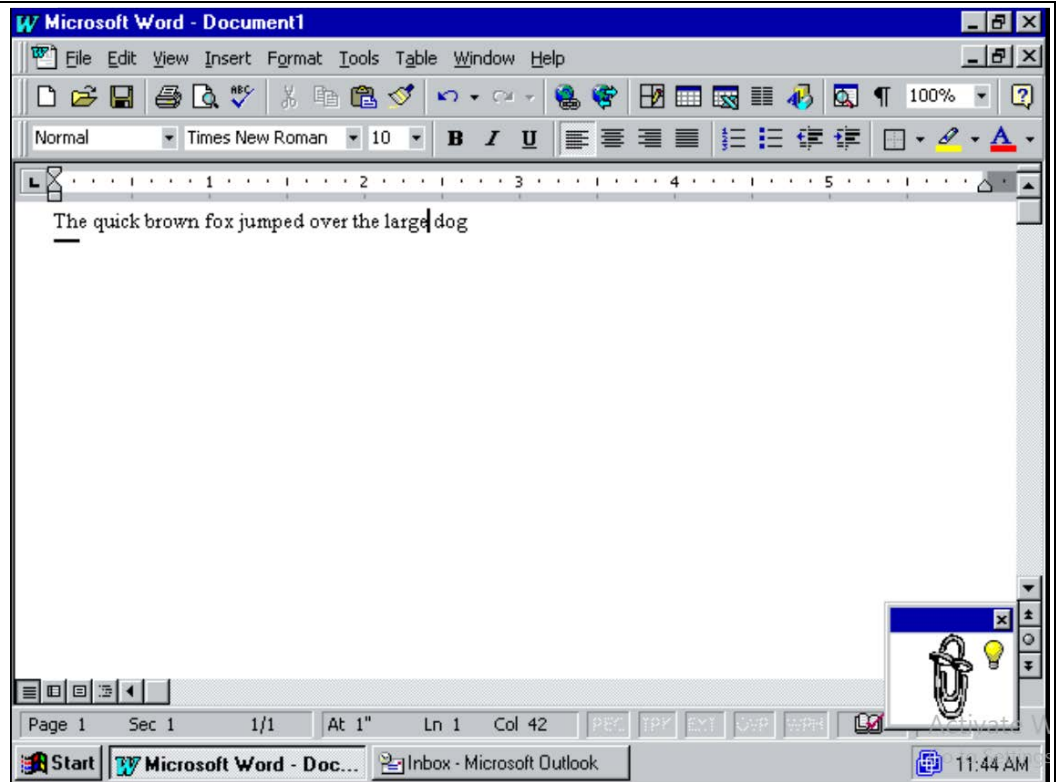 Microsoft Word - Document1
File Edit View Insert Format Tools Table Window Help
ABC 100%
Normal Times New Roman 10 B I U A
1 2 3 4 5
The quick brown fox jumped over the large dog
Page 1 Sec 1 1/1 At 1" Ln 1 Col 42 REC TRK EXT OVR WPH
Activate W
Start Microsoft Word - Doc... Inbox - Microsoft Outlook 11:44 AM